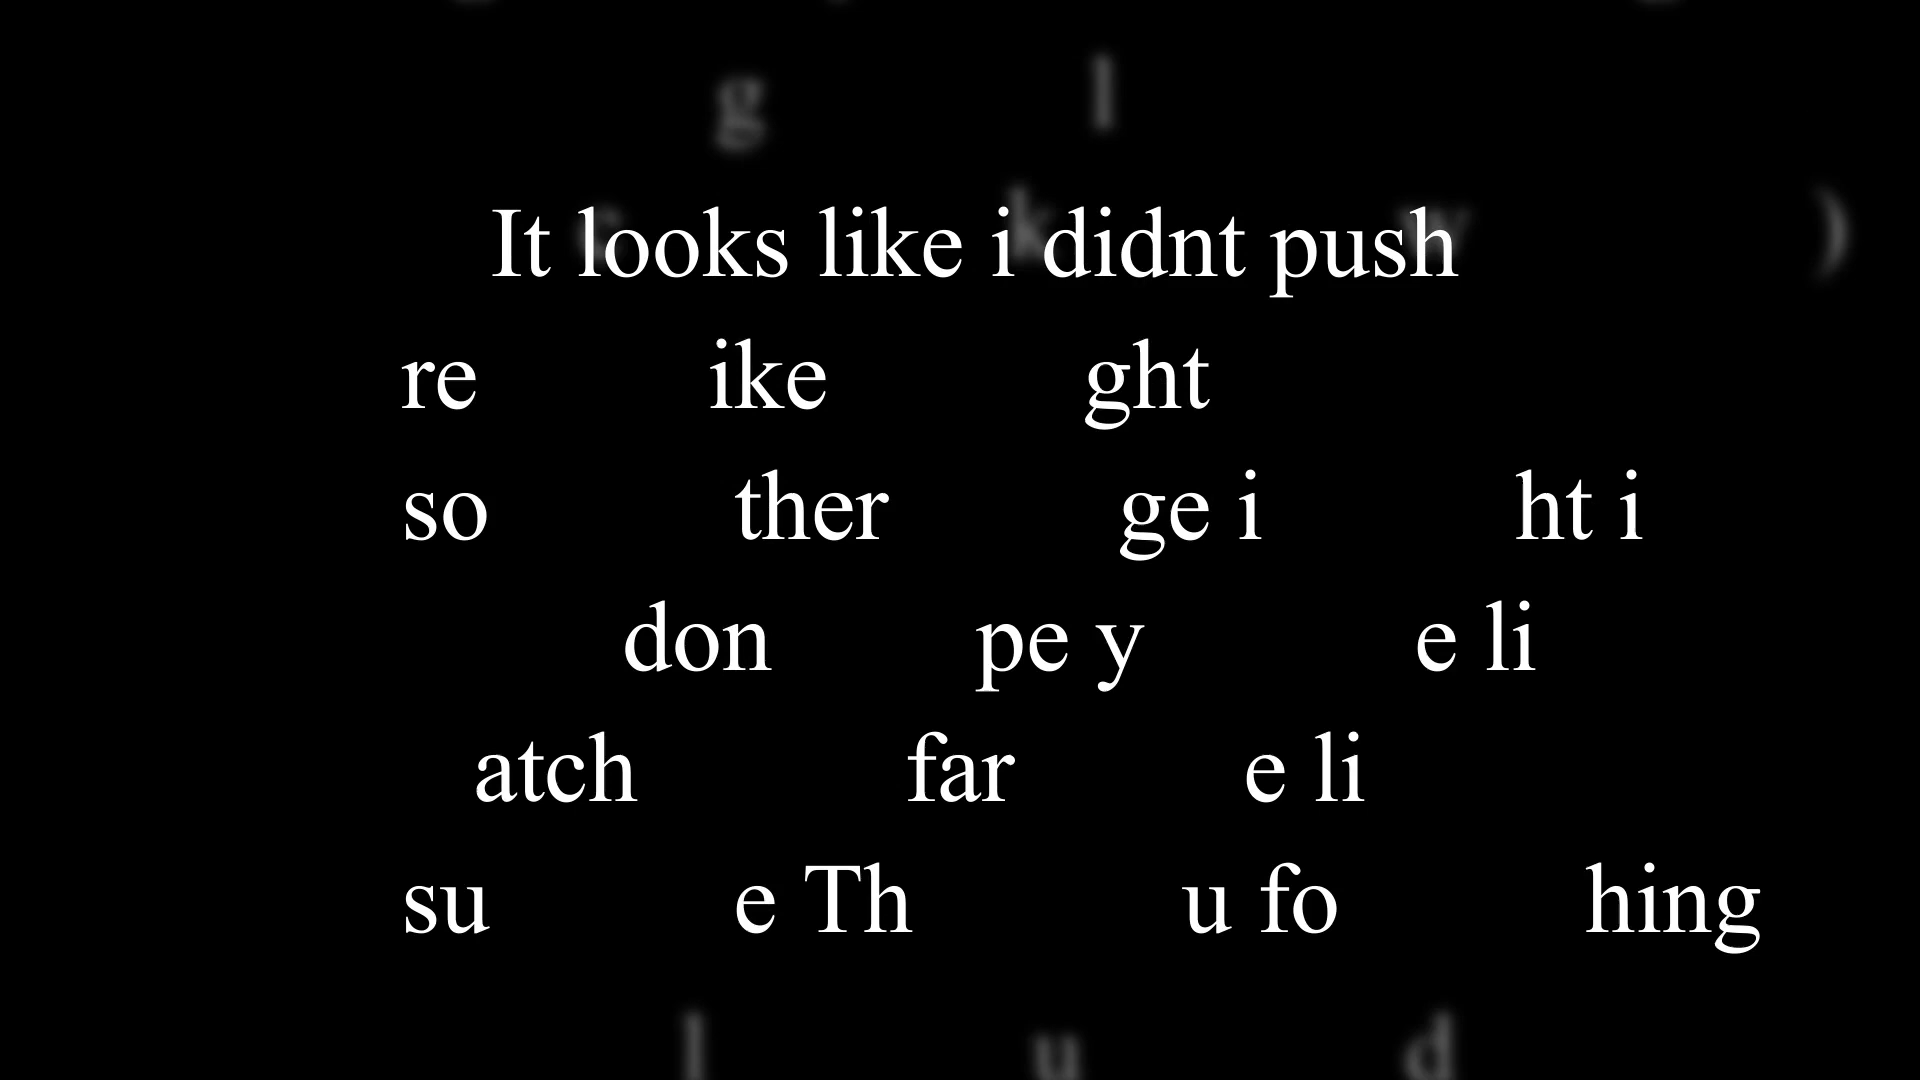 g l
It looks like i didnt push
re ike ght
so ther ge i ht i
don pe y e li
atch far e li
su e Th u fo hing
l u d